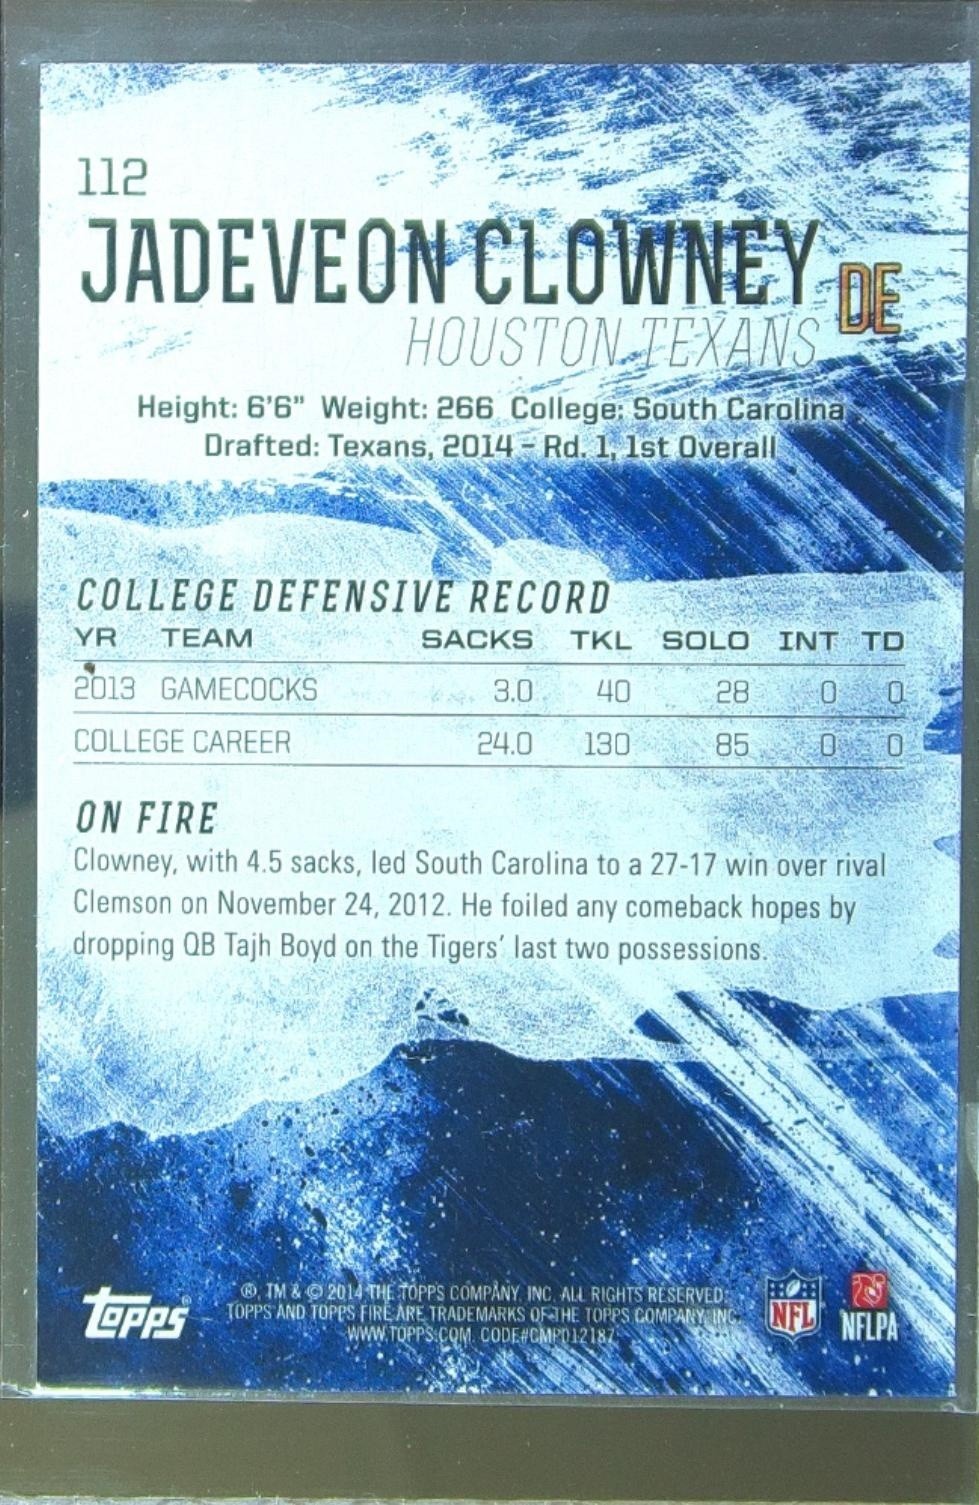 112
JADEVEON CLOWNEY DE
HOUSTON TEXANS
Height: 6'6" Weight: 266 College: South Carolina
Drafted: Texans, 2014 – Rd. 1, 1st Overall
COLLEGE DEFENSIVE RECORD
YR TEAM SACKS TKL SOLO INT TD
2013 GAMECOCKS 3.0 40 28 0 0
COLLEGE CAREER 24.0 130 85 0 0
ON FIRE
Clowney, with 4.5 sacks, led South Carolina to a 27-17 win over rival
Clemson on November 24, 2012. He foiled any comeback hopes by
dropping QB Tajh Boyd on the Tigers' last two possessions.
Topps®
®, TM & © 2014 THE TOPPS COMPANY, INC. ALL RIGHTS RESERVED.
TOPPS AND TOPPS FIRE ARE TRADEMARKS OF THE TOPPS COMPANY, INC.
WWW.TOPPS.COM. CODE#CMPD12187
NFL
NFLPA